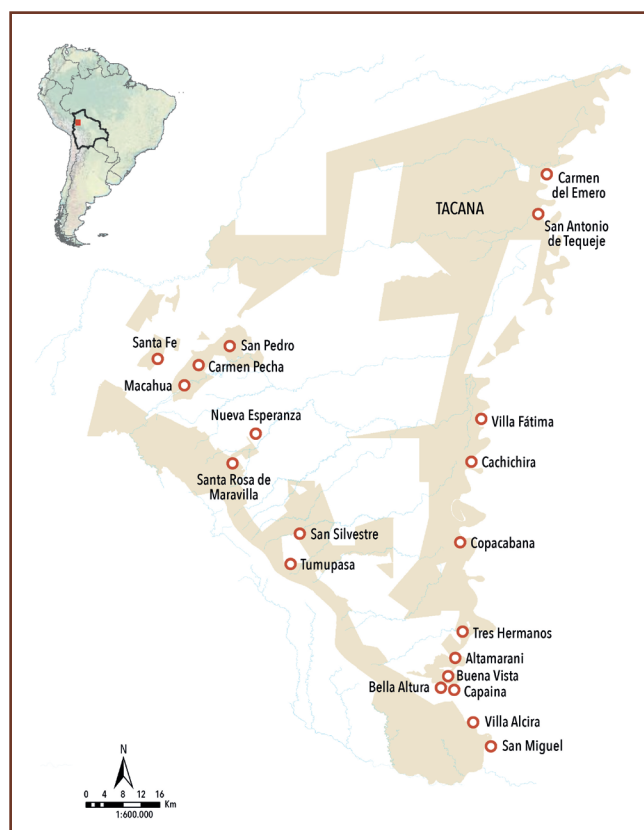 TACANA
Carmen
del Emero
San Antonio
de Tequeje
Santa Fe
San Pedro
Carmen Pecha
Macahua
Nueva Esperanza
Villa Fátima
Santa Rosa de
Maravilla
Cachichira
San Silvestre
Copacabana
Tumupasa
Tres Hermanos
Altamarani
Buena Vista
Bella Altura
Capaina
Villa Alcira
San Miguel
N
0 4 8 12 16
Km
1:600.000